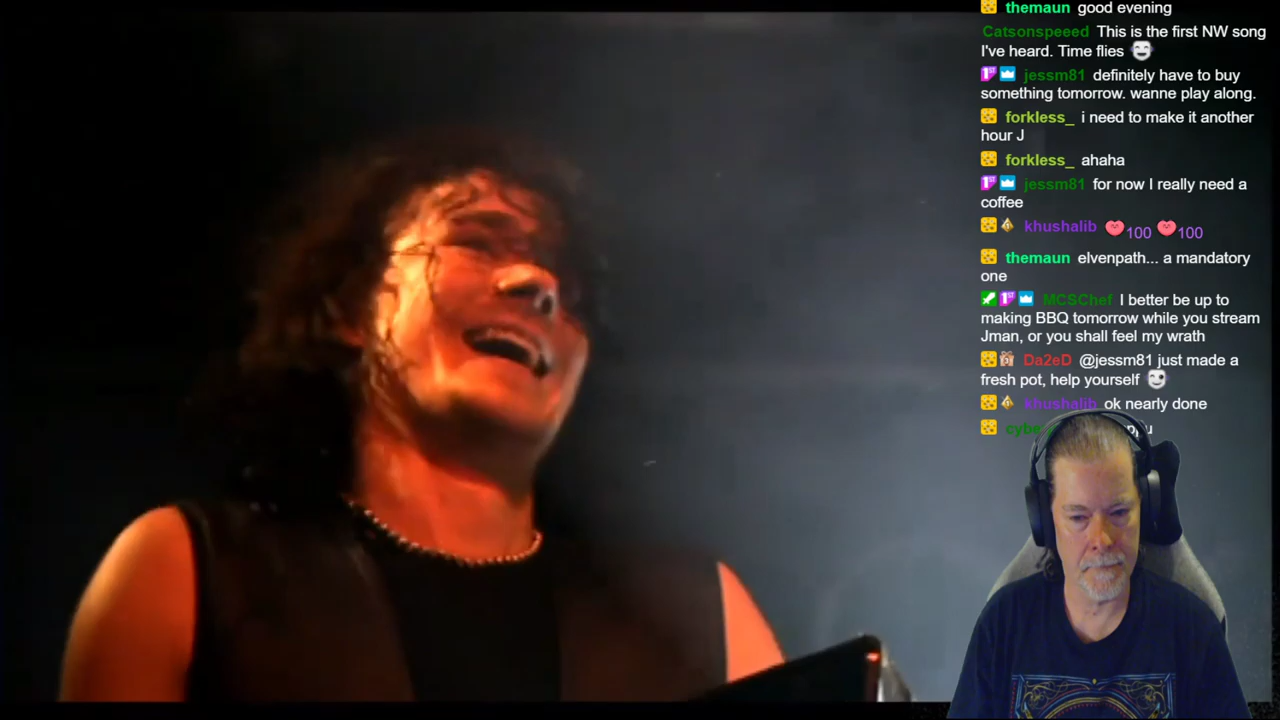 themaun good evening
Catsonspeeed This is the first NW song
I've heard. Time flies
jessm81 definitely have to buy
something tomorrow. wanne play along.
forkless_ i need to make it another
hour J
forkless_ ahaha
jessm81 for now I really need a
coffee
khushalib 100 100
themaun elvenpath... a mandatory
one
MCSChef I better be up to
making BBQ tomorrow while you stream
Jman, or you shall feel my wrath
Da2eD @jessm81 just made a
fresh pot, help yourself
khushalib ok nearly done